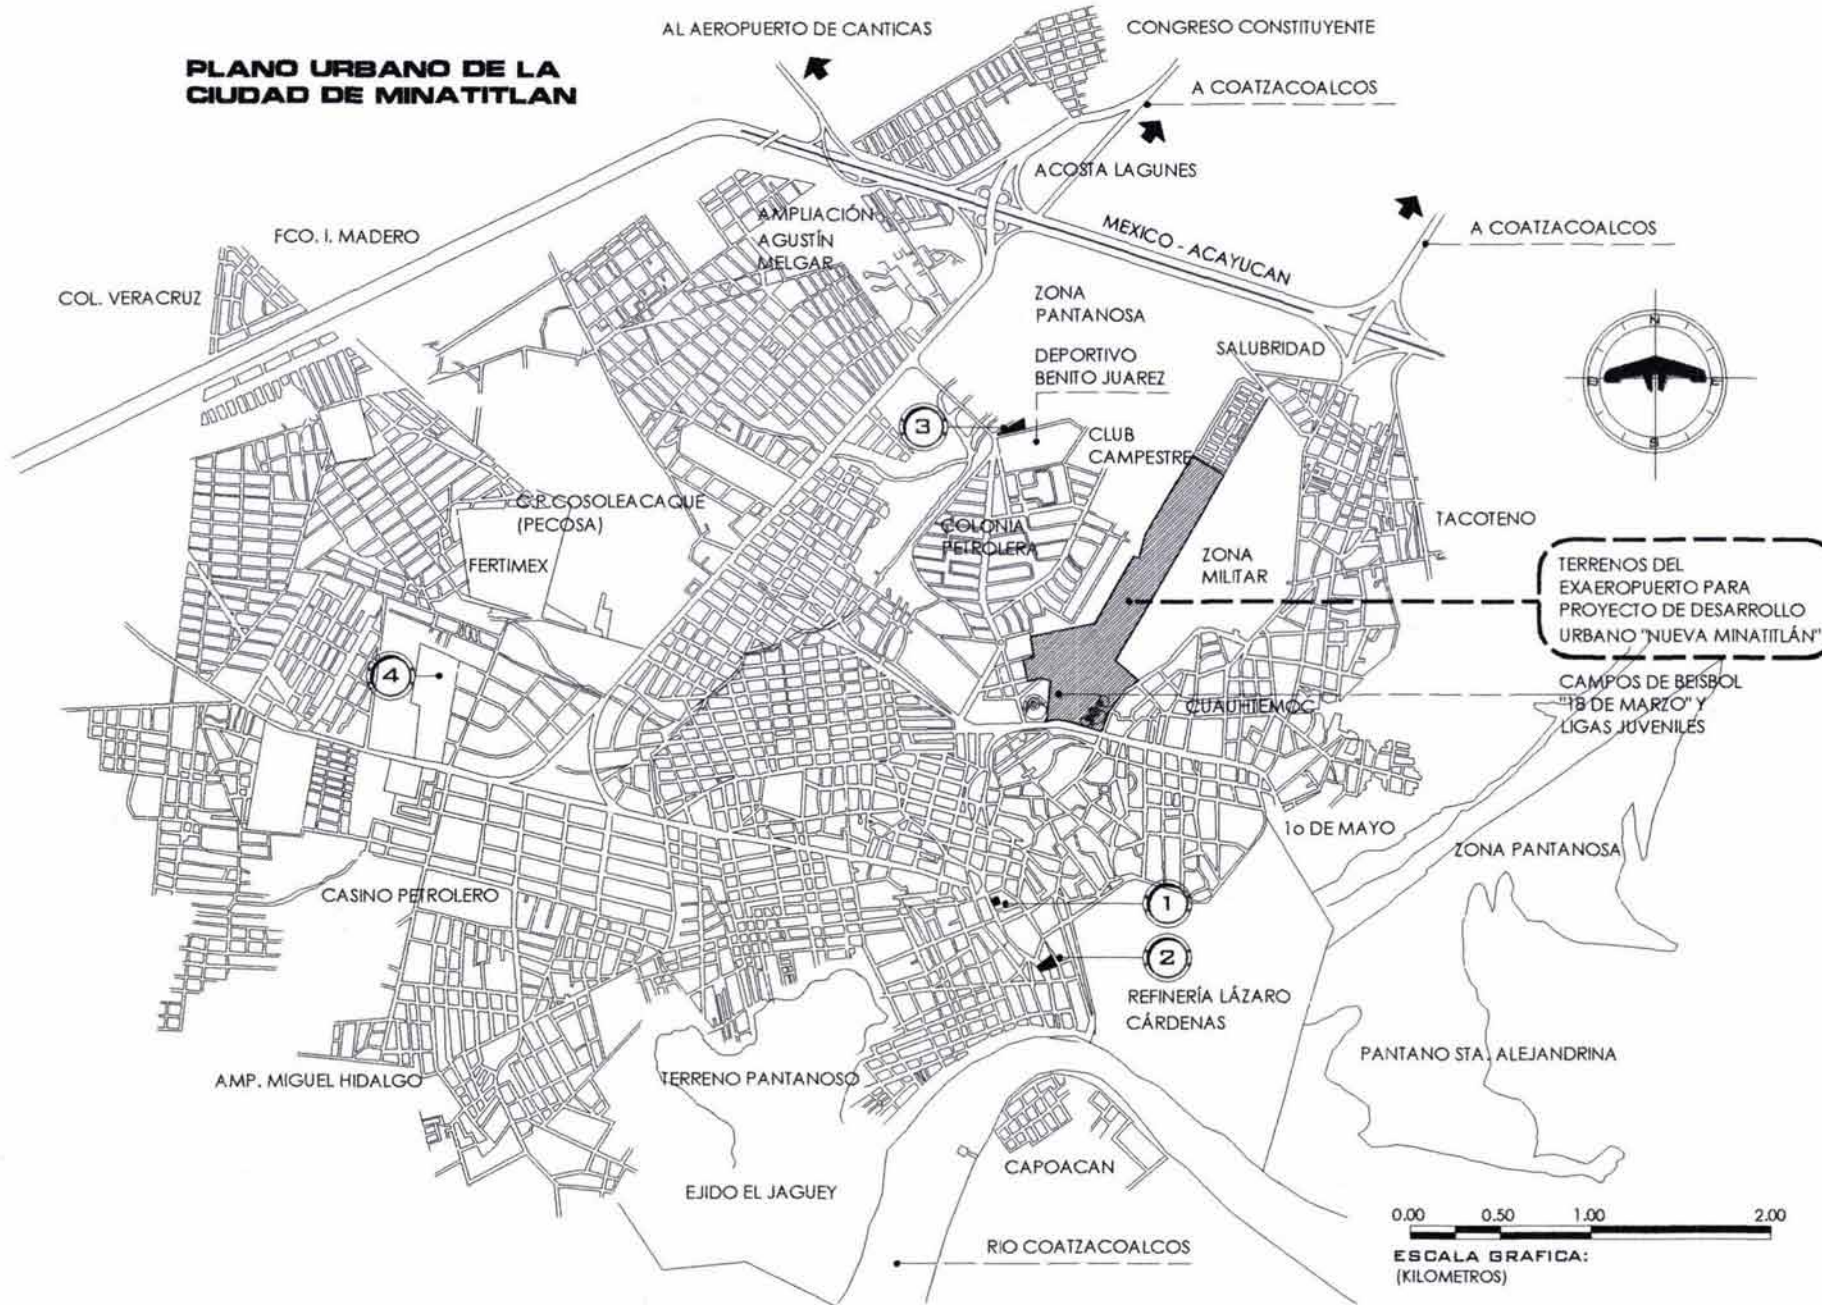 PLANO URBANO DE LA
CIUDAD DE MINATITLAN
AL AEROPUERTO DE CANTICAS
CONGRESO CONSTITUYENTE
A COATZACOALCOS
ACOSTA LAGUNES
A COATZACOALCOS
MEXICO - ACAYUCAN
FCO. I. MADERO
COL. VERACRUZ
AMPLIACIÓN
AGUSTÍN
MELGAR
ZONA
PANTANOSA
DEPORTIVO
BENITO JUAREZ
SALUBRIDAD
N
E
S
3
CLUB
CAMPESTRE
C.P. COSOLEACAQUE
(PECOSA)
FERTIMEX
COLONIA
PETROLERA
ZONA
MILITAR
TACOTENO
TERRENOS DEL
EXAEROPUERTO PARA
PROYECTO DE DESARROLLO
URBANO "NUEVA MINATITLÁN"
4
CUAUHTEMOC
CAMPOS DE BEISBOL
"18 DE MARZO" Y
LIGAS JUVENILES
1o DE MAYO
ZONA PANTANOSA
CASINO PETROLERO
1
2
REFINERÍA LÁZARO
CÁRDENAS
PANTANO STA. ALEJANDRINA
AMP. MIGUEL HIDALGO
TERRENO PANTANOSO
CAPOACAN
EJIDO EL JAGUEY
RIO COATZACOALCOS
0.00 0.50 1.00 2.00
ESCALA GRAFICA:
(KILOMETROS)